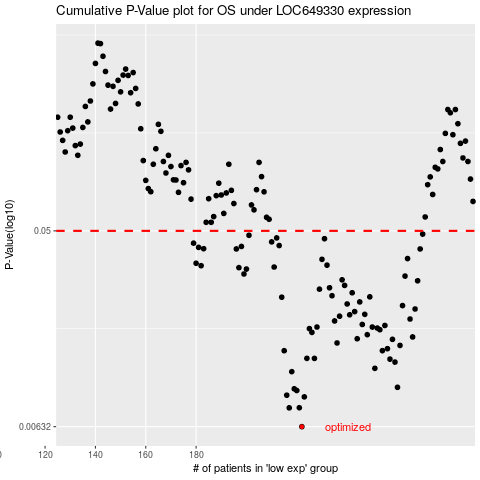 Cumulative P-Value plot for OS under LOC649330 expression
P-Value(log10)
0.05
0.00632
optimized
0 120 140 160 180
# of patients in 'low exp' group